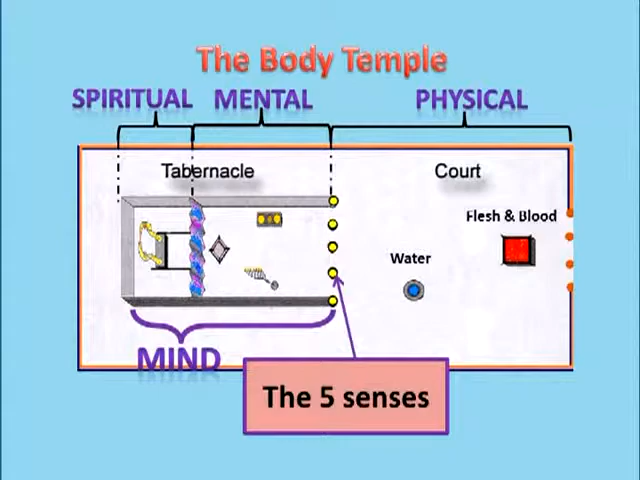 The Body Temple
SPIRITUAL MENTAL PHYSICAL
Tabernacle Court
Flesh & Blood
Water
MIND
The 5 senses